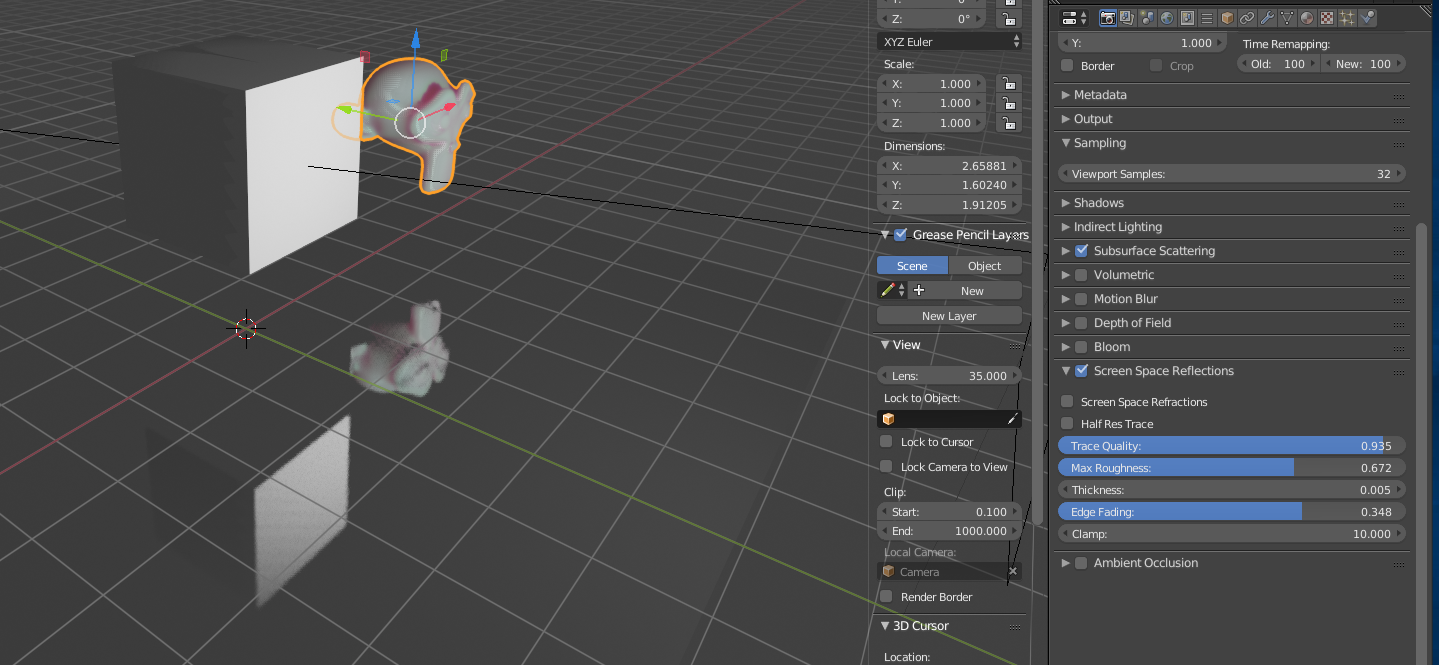 Y: 0°
Z: 0°
XYZ Euler
Scale:
X: 1.000
Y: 1.000
Z: 1.000
Dimensions:
X: 2.65881
Y: 1.60240
Z: 1.91205
Grease Pencil Layers
Scene Object
New
New Layer
View
Lens: 35.000
Lock to Object:
Lock to Cursor
Lock Camera to View
Clip:
Start: 0.100
End: 1000.000
Local Camera:
Camera
Render Border
3D Cursor
Location:
Y: 1.000
Time Remapping:
Border Crop Old: 100 New: 100
Metadata
Output
Sampling
Viewport Samples: 32
Shadows
Indirect Lighting
Subsurface Scattering
Volumetric
Motion Blur
Depth of Field
Bloom
Screen Space Reflections
Screen Space Refractions
Half Res Trace
Trace Quality: 0.935
Max Roughness: 0.672
Thickness: 0.005
Edge Fading: 0.348
Clamp: 10.000
Ambient Occlusion